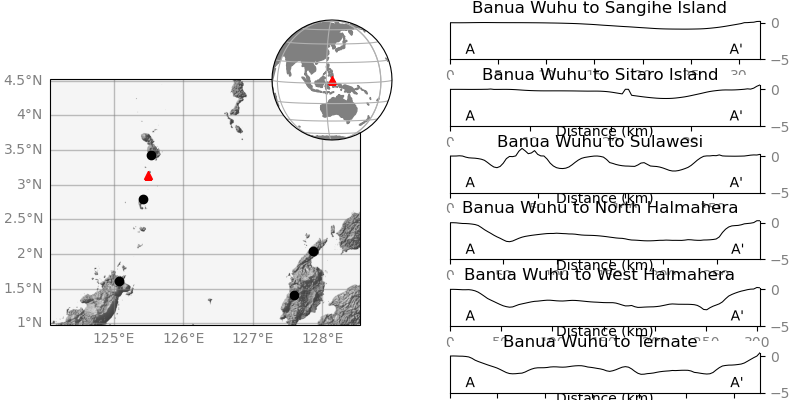 4.5°N
4°N
3.5°N
3°N
2.5°N
2°N
1.5°N
1°N
125°E
126°E
127°E
128°E
Banua Wuhu to Sangihe Island
A
A'
0
−5
Banua Wuhu to Sitaro Island
A
A'
0
−5
Distance (km)
Banua Wuhu to Sulawesi
A
A'
0
−5
Distance (km)
Banua Wuhu to North Halmahera
A
A'
0
−5
Distance (km)
Banua Wuhu to West Halmahera
A
A'
0
−5
Distance (km)
Banua Wuhu to Ternate
A
A'
0
−5
Distance (km)